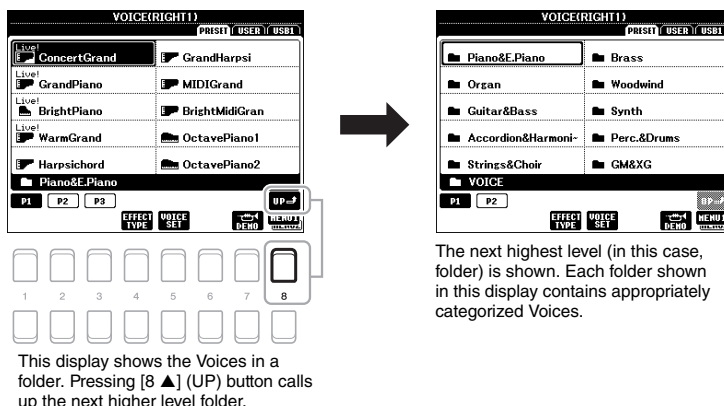 VOICE(RIGHT1)
PRESET USER USB1
Live! ConcertGrand
GrandHarpsi
Live! GrandPiano
MIDIGrand
Live! BrightPiano
BrightMidiGran
Live! WarmGrand
OctavePiano1
Harpsichord
OctavePiano2
Piano&E.Piano
P1 P2 P3 UP
EFFECT TYPE VOICE SET DEMO MENU1
1 2 3 4 5 6 7 8
This display shows the Voices in a
folder. Pressing [8 ▲] (UP) button calls
up the next higher level folder.
VOICE(RIGHT1)
PRESET USER USB1
Piano&E.Piano
Brass
Organ
Woodwind
Guitar&Bass
Synth
Accordion&Harmoni~
Perc.&Drums
Strings&Choir
GM&XG
VOICE
P1 P2 UP
EFFECT TYPE VOICE SET DEMO MENU1
The next highest level (in this case,
folder) is shown. Each folder shown
in this display contains appropriately
categorized Voices.